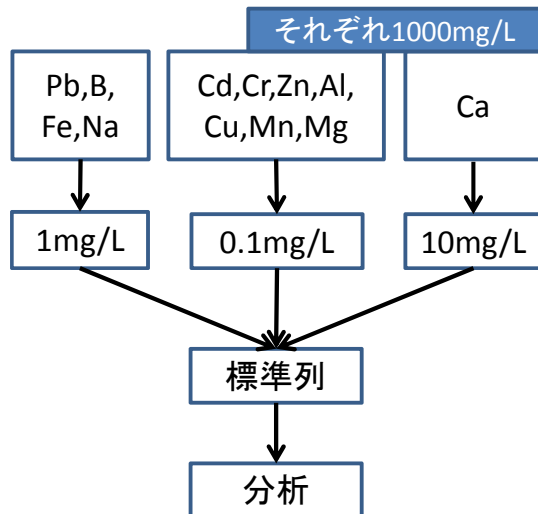 それぞれ1000mg/L
Pb,B,
Fe,Na
Cd,Cr,Zn,Al,
Cu,Mn,Mg
Ca
1mg/L
0.1mg/L
10mg/L
標準列
分析